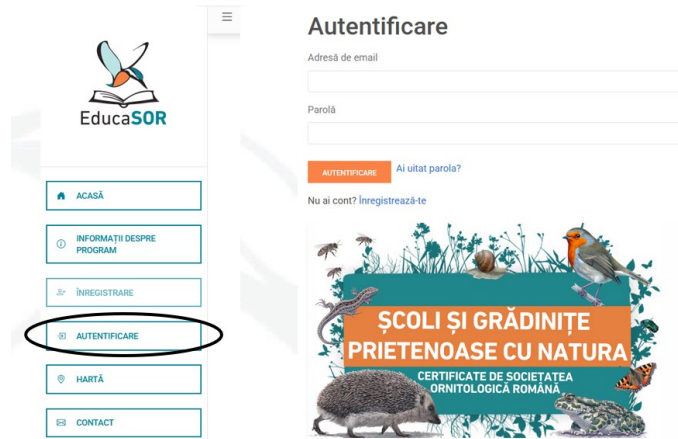 EducaSOR
ACASĂ
INFORMAȚII DESPRE
PROGRAM
ÎNREGISTRARE
AUTENTIFICARE
HARTĂ
CONTACT
Autentificare
Adresă de email
Parolă
AUTENTIFICARE Ai uitat parola?
Nu ai cont? Înregistrează-te
ȘCOLI ȘI GRĂDINIȚE
PRIETENOASE CU NATURA
CERTIFICATE DE SOCIETATEA
ORNITOLOGICĂ ROMÂNĂ